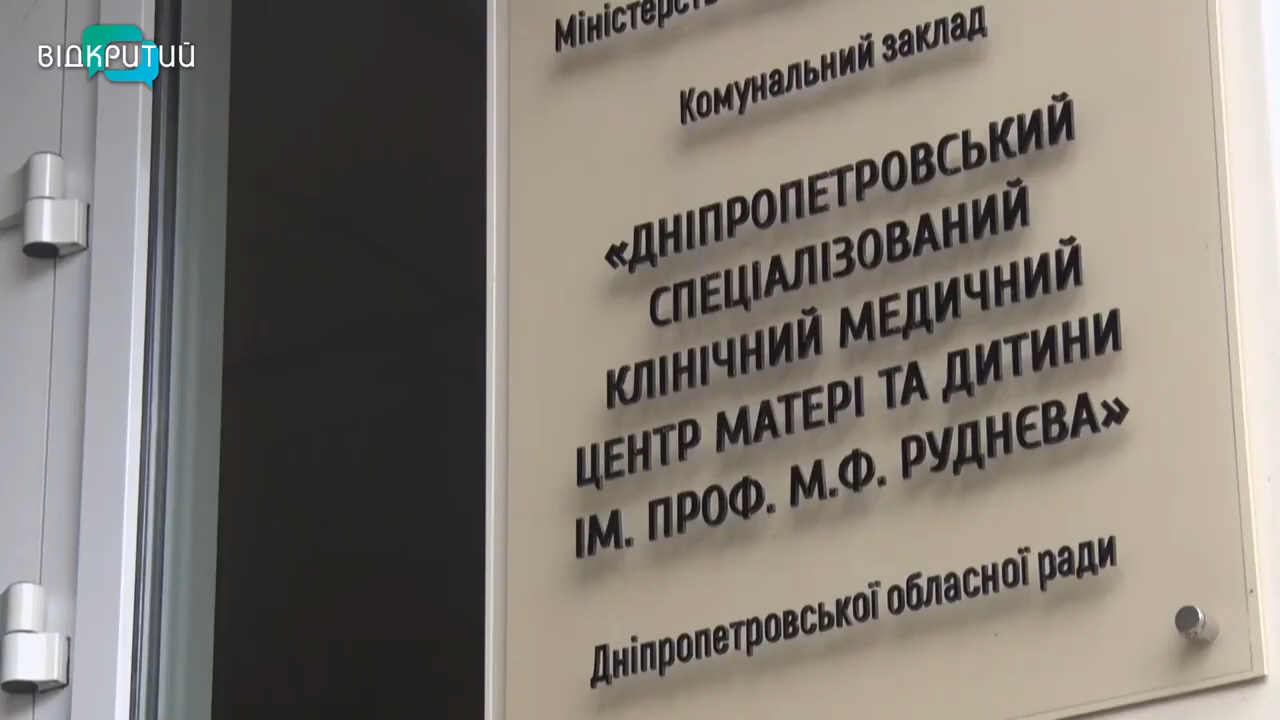 ВІДКРИТИЙ
Комунальний заклад
«ДНІПРОПЕТРОВСЬКИЙ
СПЕЦІАЛІЗОВАНИЙ
КЛІНІЧНИЙ МЕДИЧНИЙ
ЦЕНТР МАТЕРІ ТА ДИТИНИ
ІМ. ПРОФ. М.Ф. РУДНЄВА»
Дніпропетровської обласної ради